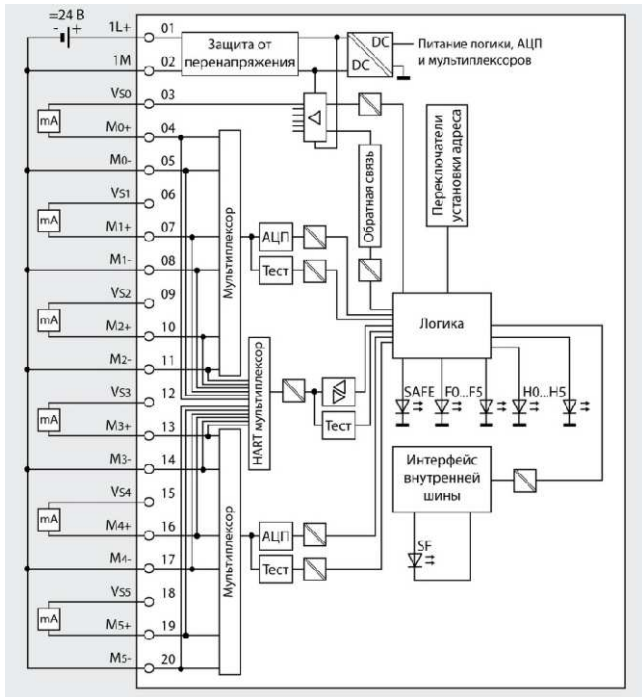 =24 В
- +
1L+ 01
1M 02
VS0 03
M0+ 04
M0- 05
VS1 06
M1+ 07
M1- 08
VS2 09
M2+ 10
M2- 11
VS3 12
M3+ 13
M3- 14
VS4 15
M4+ 16
M4- 17
VS5 18
M5+ 19
M5- 20
mA
mA
mA
mA
mA
mA
Защита от
перенапряжения
DC
DC
Питание логики, АЦП
и мультиплексоров
Обратная связь
Переключатели
установки адреса
Мультиплексор
АЦП
Тест
Логика
HART мультиплексор
Тест
SAFE F0...F5 H0...H5
Мультиплексор
АЦП
Тест
Интерфейс
внутренней
шины
SF